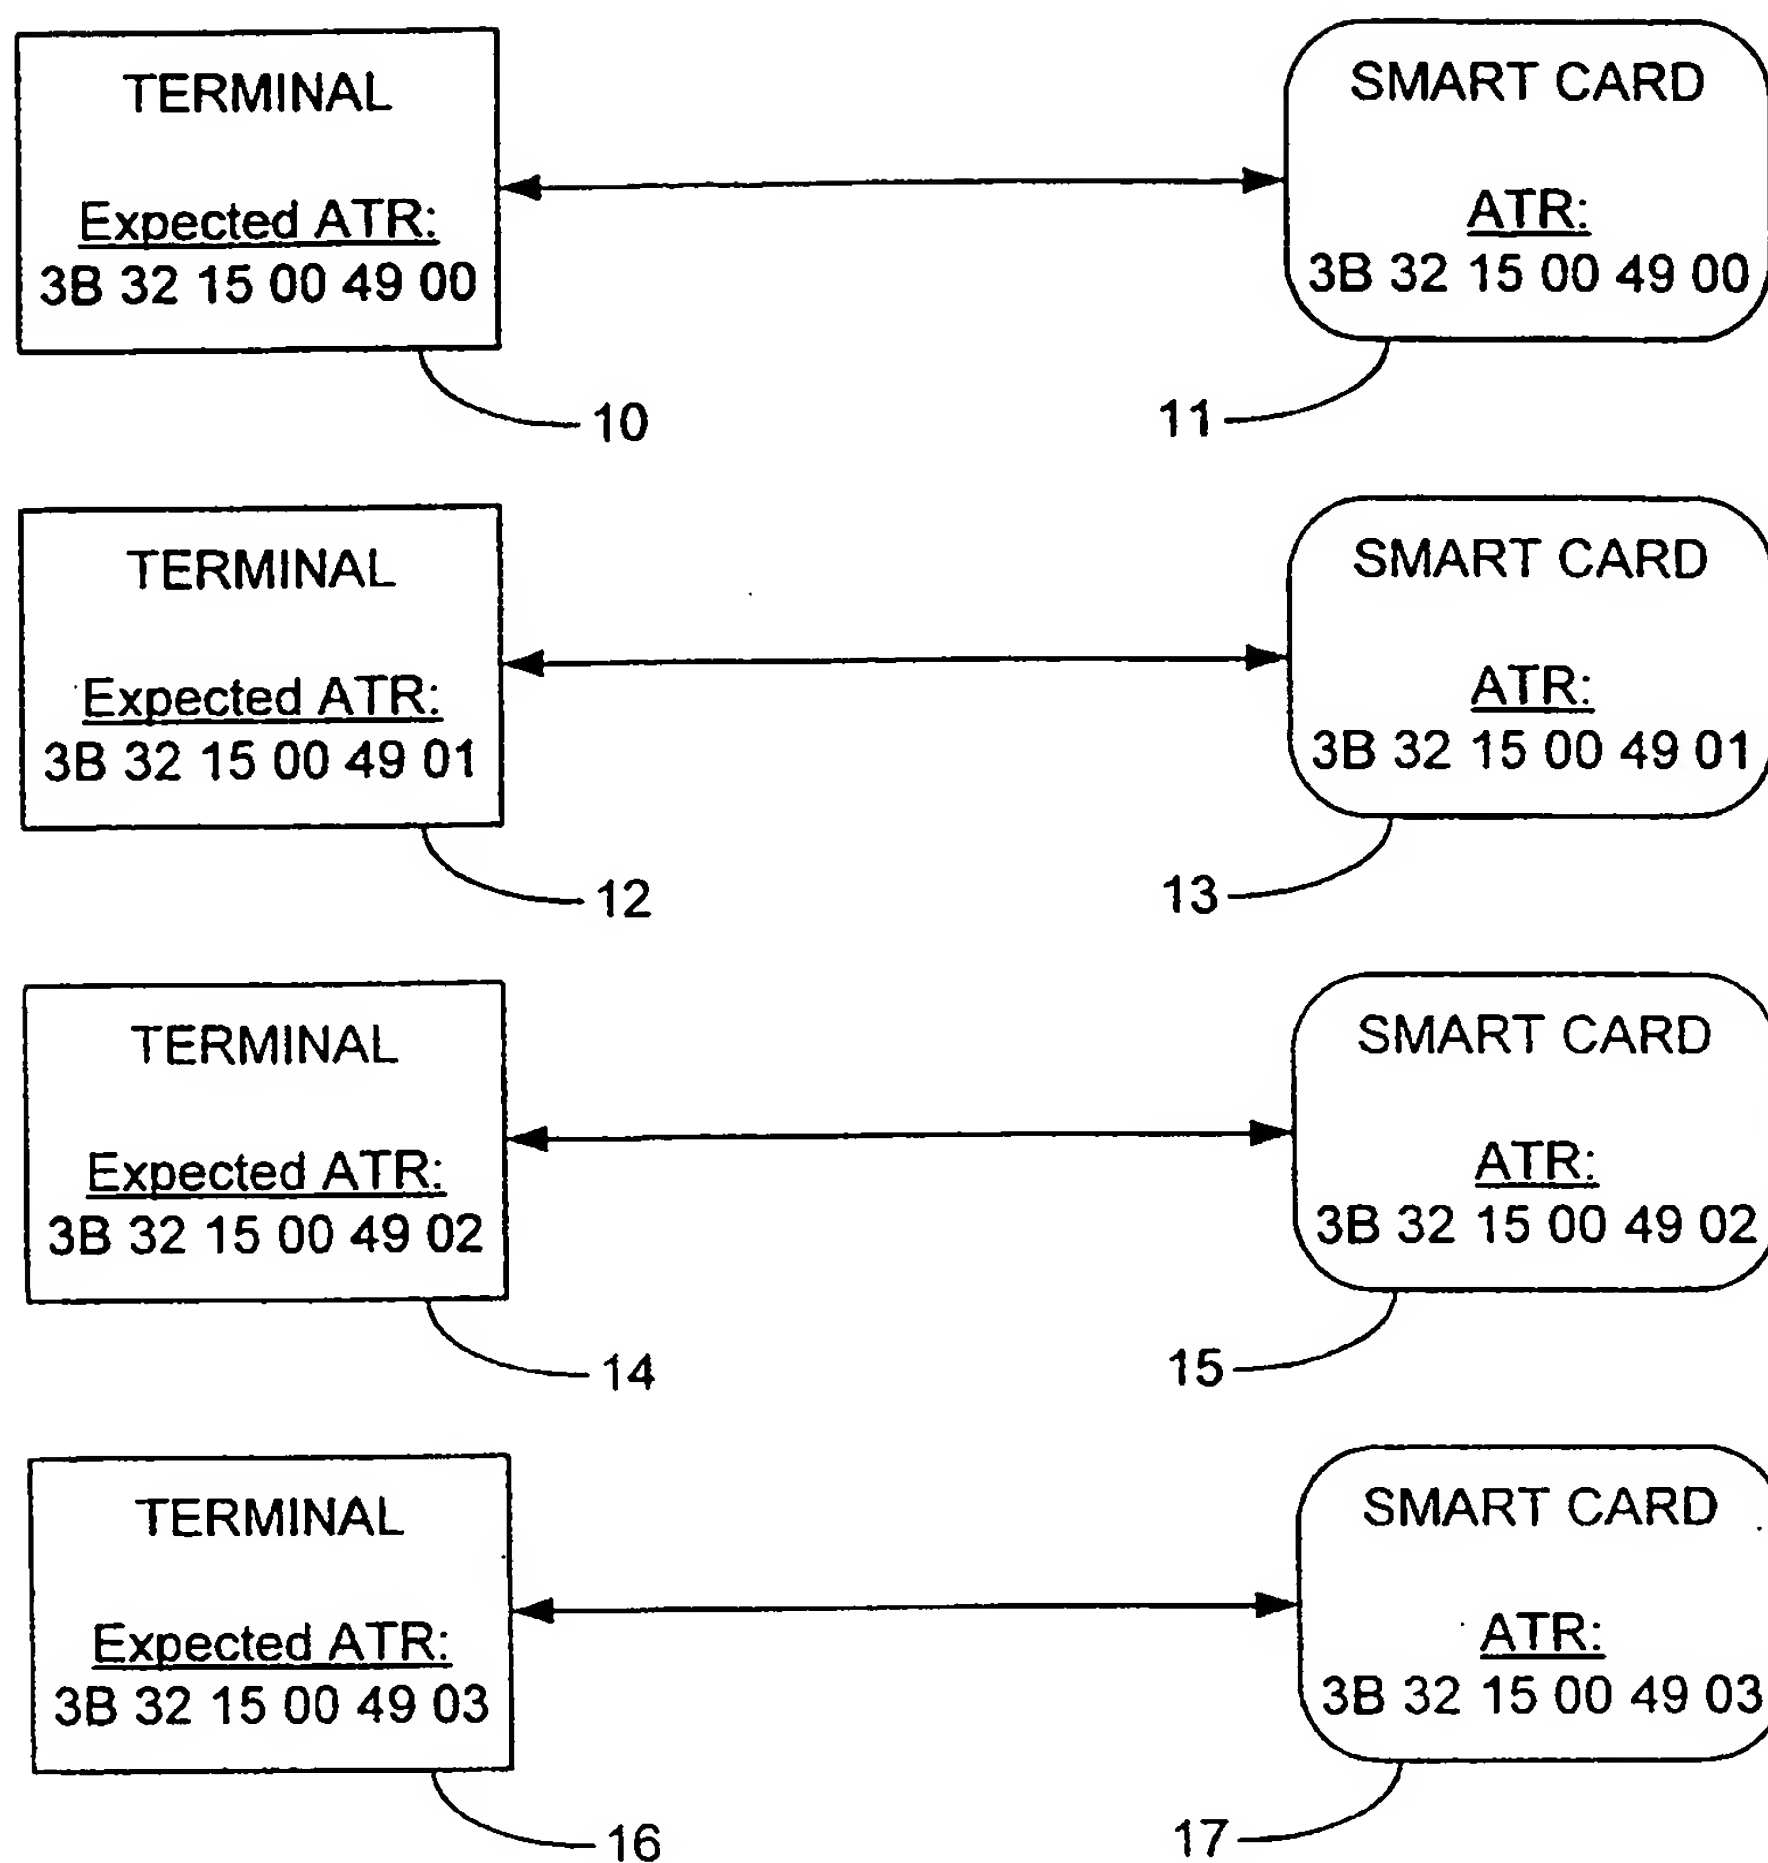 TERMINAL
Expected ATR:
3B 32 15 00 49 00
10
SMART CARD
ATR:
3B 32 15 00 49 00
11
TERMINAL
Expected ATR:
3B 32 15 00 49 01
12
SMART CARD
ATR:
3B 32 15 00 49 01
13
TERMINAL
Expected ATR:
3B 32 15 00 49 02
14
SMART CARD
ATR:
3B 32 15 00 49 02
15
TERMINAL
Expected ATR:
3B 32 15 00 49 03
16
SMART CARD
ATR:
3B 32 15 00 49 03
17